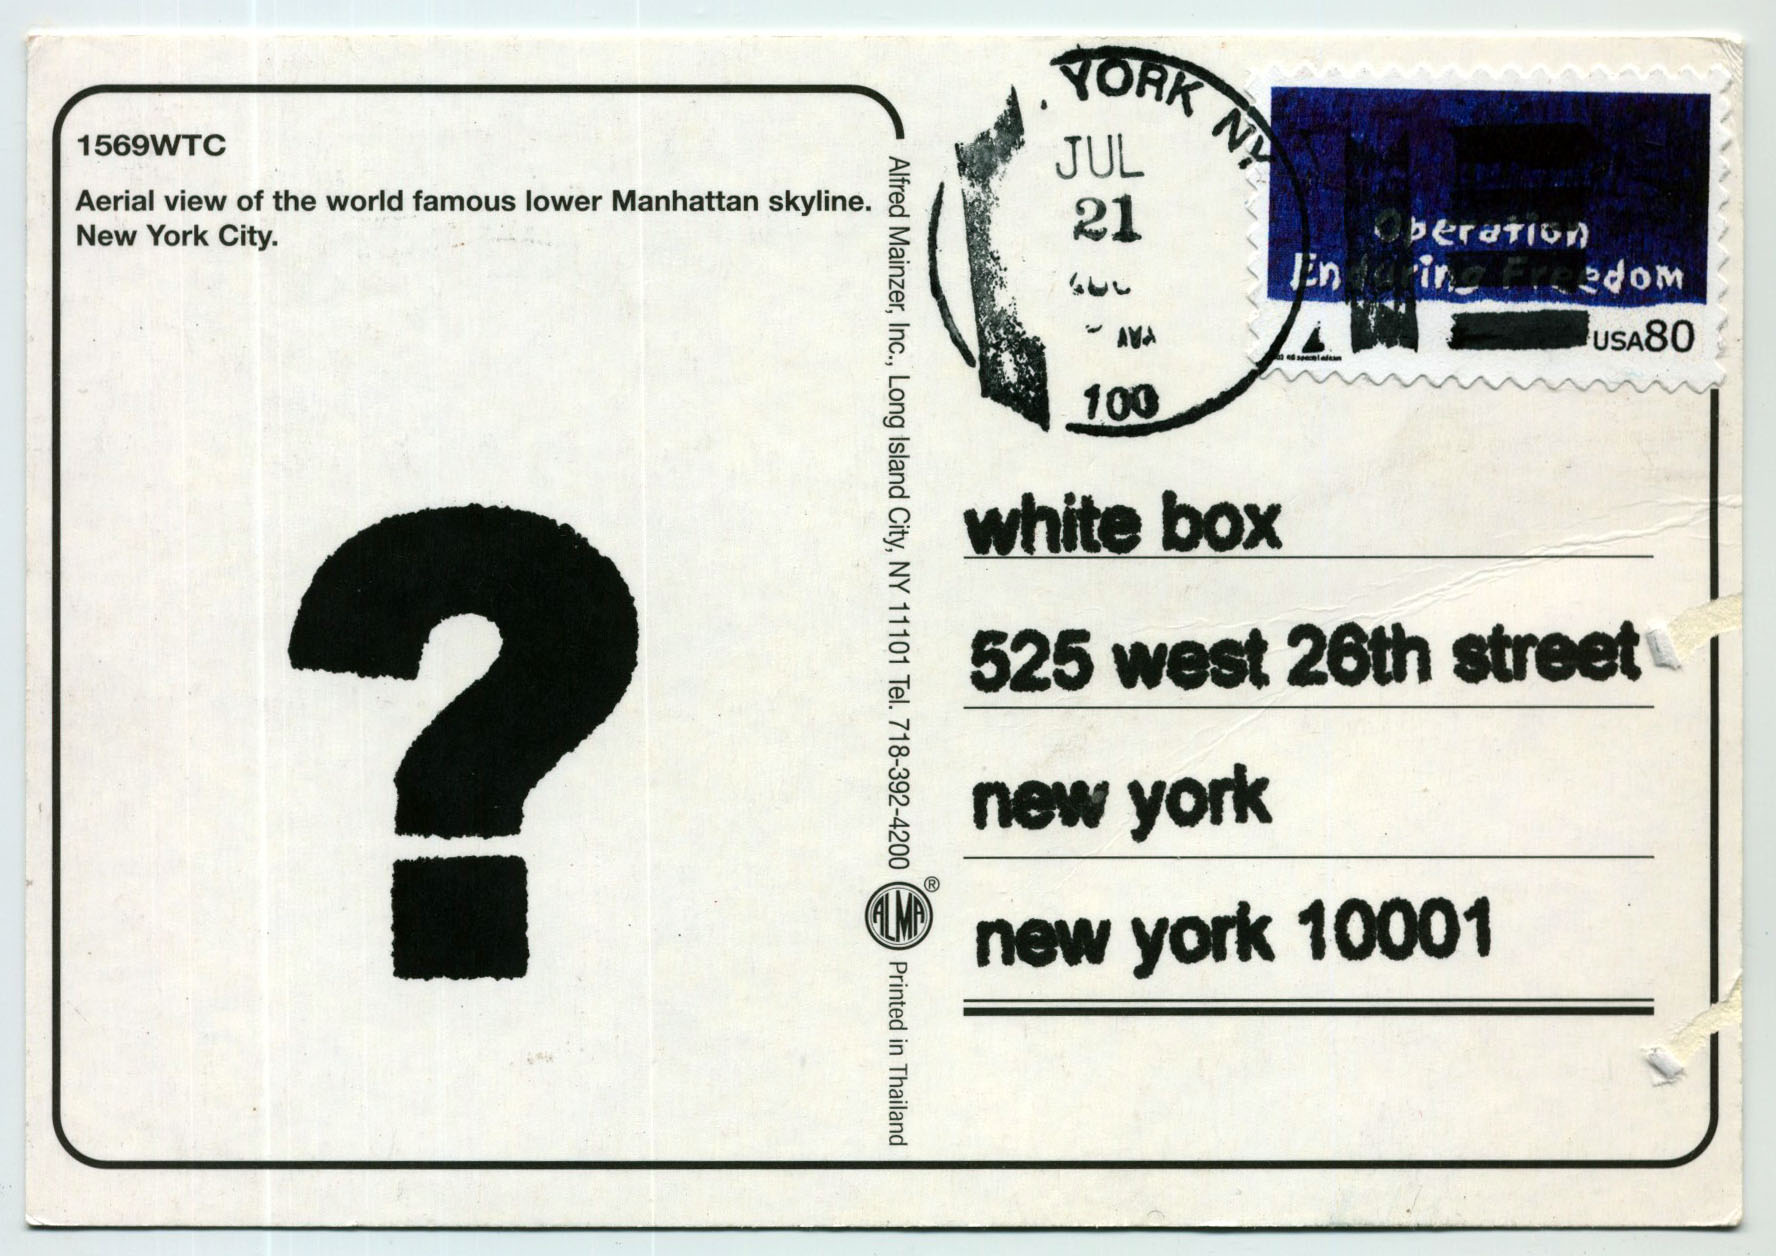 1569WTC
Aerial view of the world famous lower Manhattan skyline.
New York City.
?
Alfred Mainzer, Inc., Long Island City, NY 11101 Tel. 718-392-4200
ALMA ®
Printed in Thailand
YORK NY
JUL
21
100
Operation
Enduring Freedom
USA80
white box
525 west 26th street
new york
new york 10001